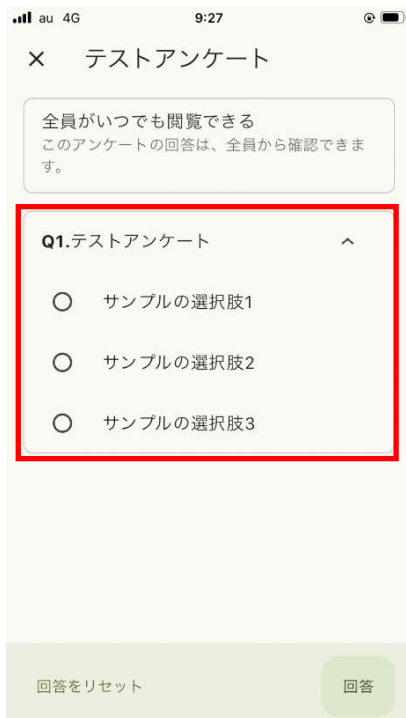 au 4G 9:27
× テストアンケート
全員がいつでも閲覧できる
このアンケートの回答は、全員から確認できま
す。
Q1.テストアンケート
サンプルの選択肢1
サンプルの選択肢2
サンプルの選択肢3
回答をリセット 回答